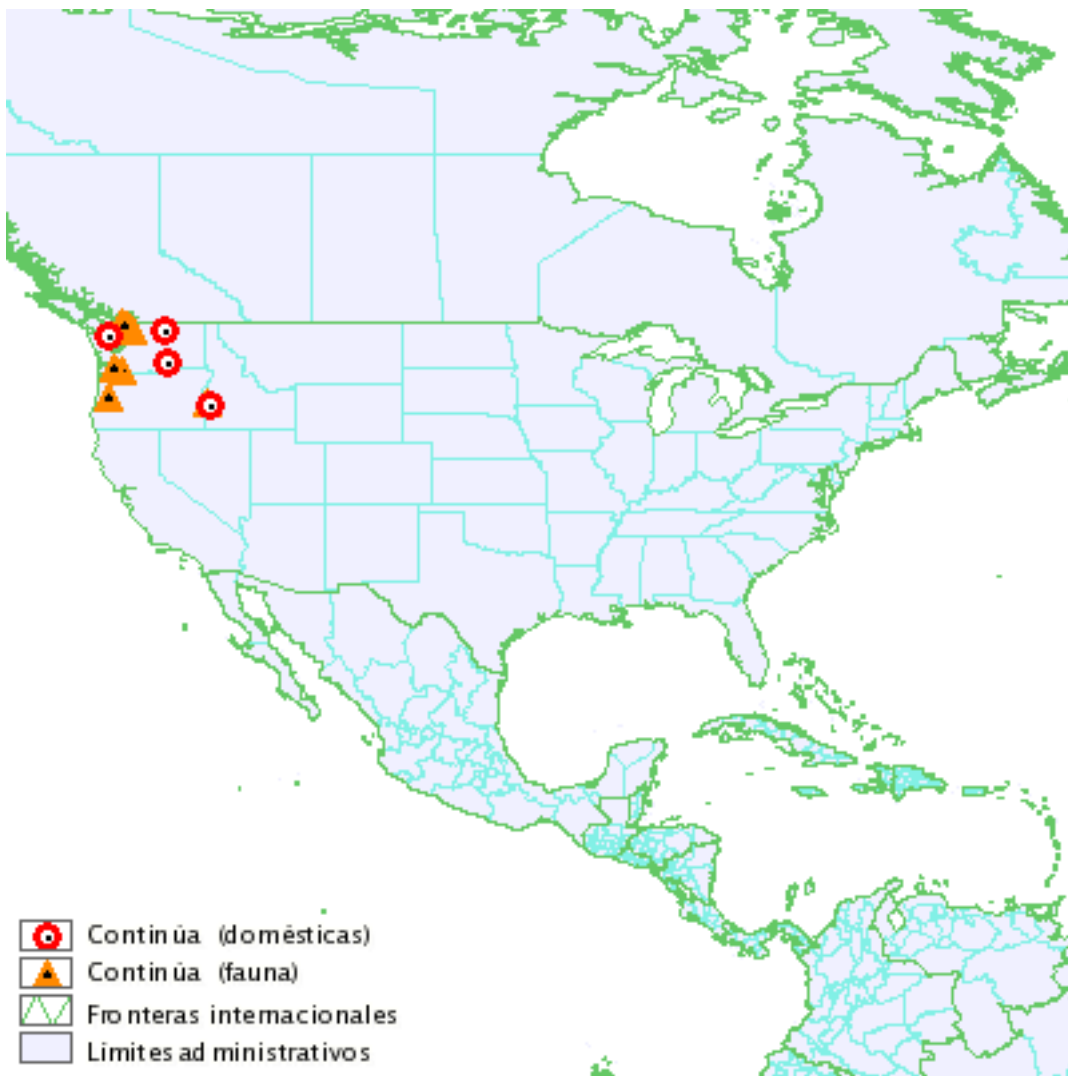 Continúa (domésticas)
Continúa (fauna)
Fronteras internacionales
Límites administrativos